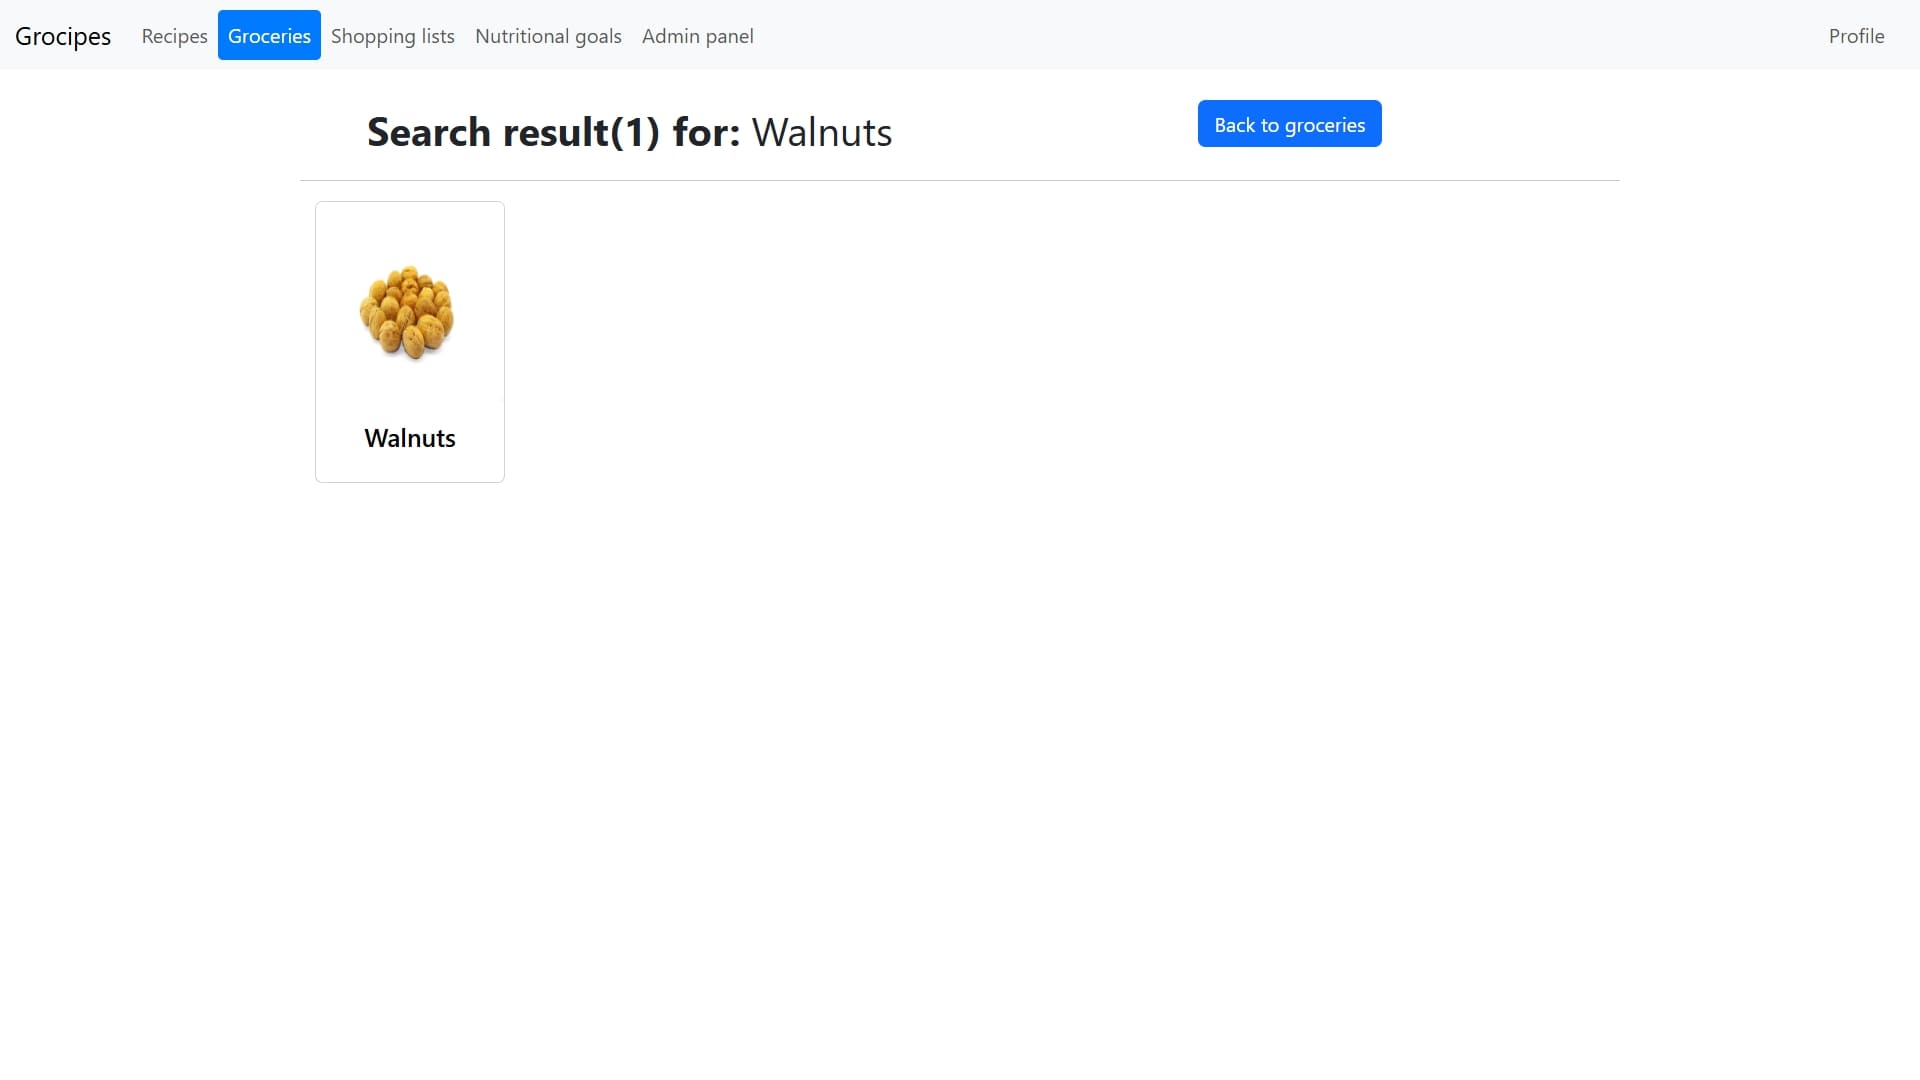 Grocipes Recipes Groceries Shopping lists Nutritional goals Admin panel Profile
Search result(1) for: Walnuts
Back to groceries
Walnuts